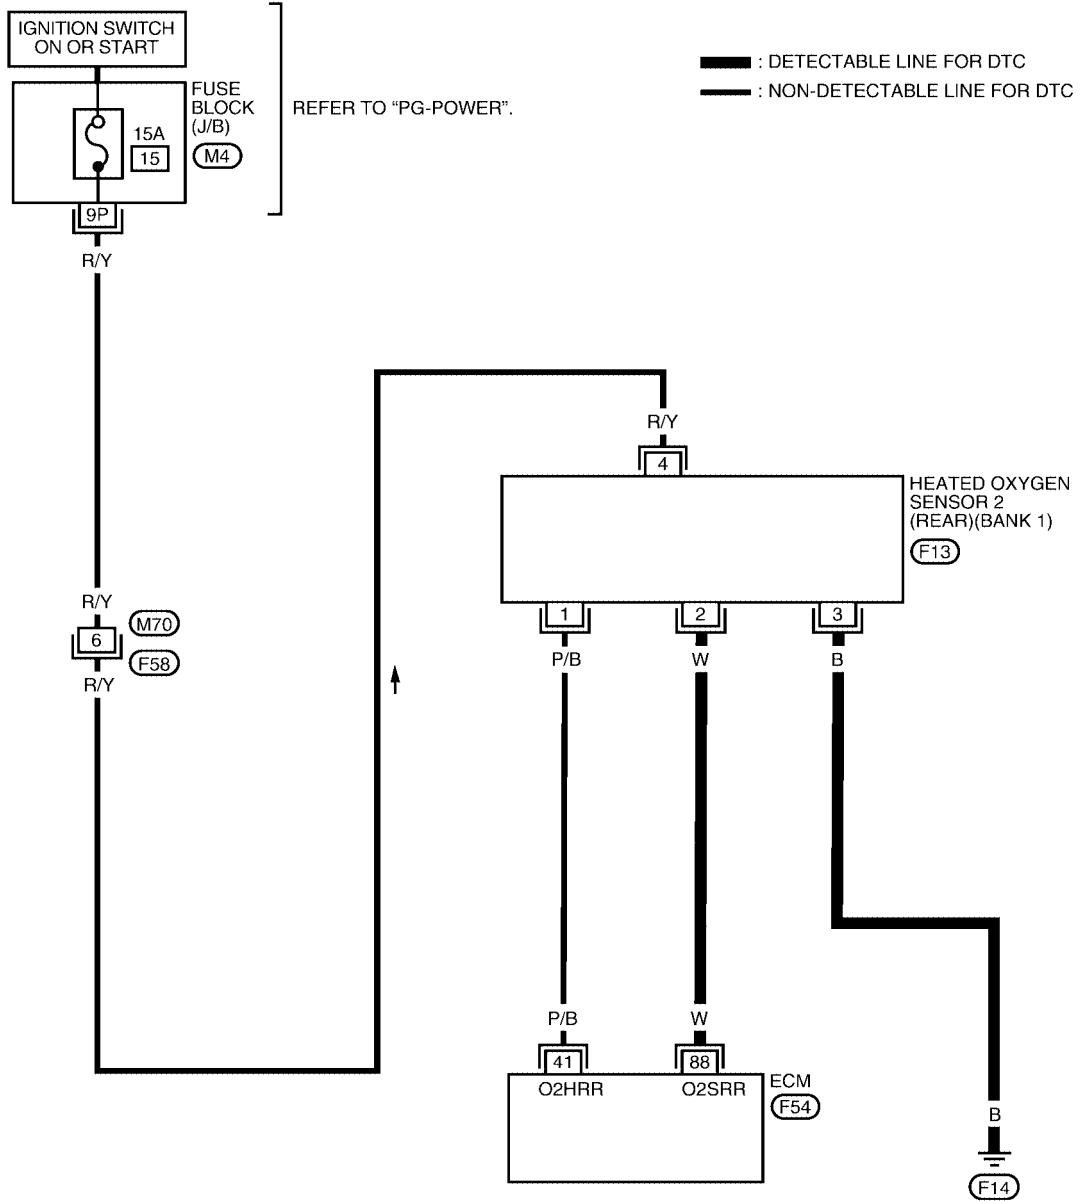 IGNITION SWITCH
ON OR START
FUSE
BLOCK
(J/B)
M4
15A
15
9P
REFER TO “PG-POWER”.
: DETECTABLE LINE FOR DTC
: NON-DETECTABLE LINE FOR DTC
R/Y
R/Y
4
HEATED OXYGEN
SENSOR 2
(REAR)(BANK 1)
F13
R/Y
6
M70
F58
R/Y
1
2
3
P/B
W
B
P/B
W
41
88
O2HRR
O2SRR
ECM
F54
B
F14